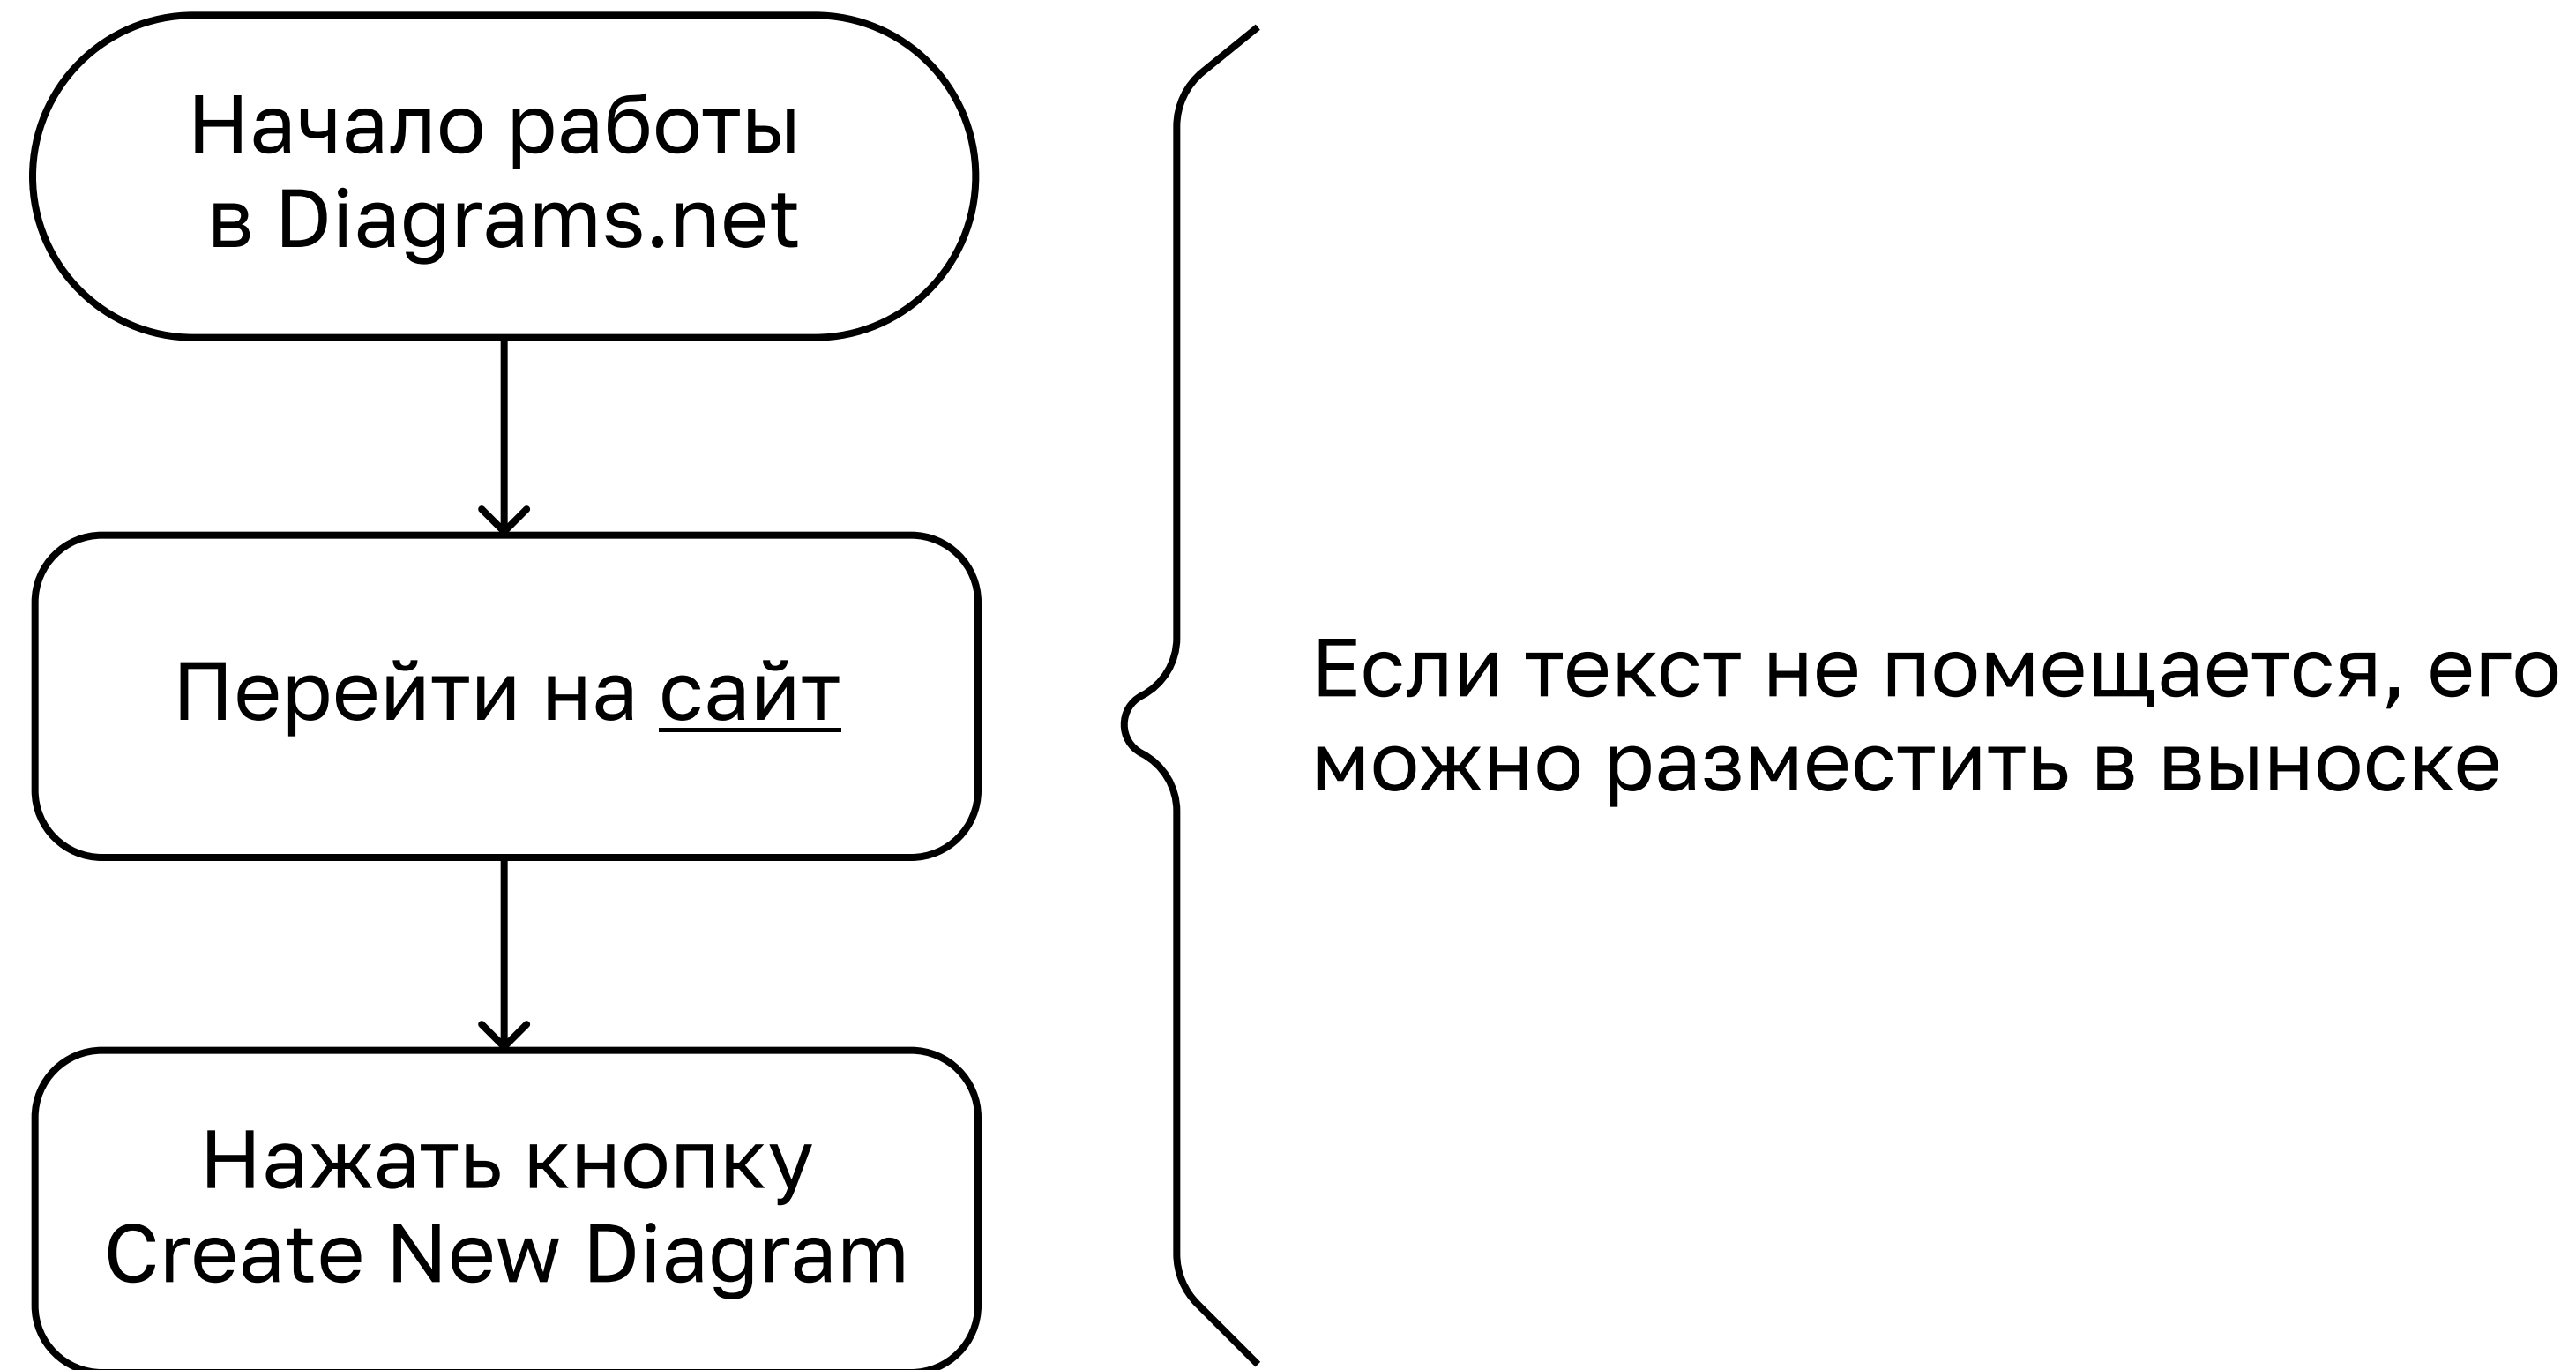 Начало работы
в Diagrams.net
Перейти на сайт
Нажать кнопку
Create New Diagram
Если текст не помещается, его
можно разместить в выноске